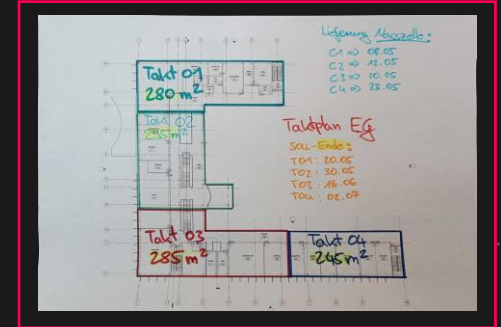 Lieferung Nasszelle:
C1 => 08.05
C2 => 12.05
C3 => 20.05
C4 => 23.05
Takt 01
280 m²
Takt 02
m²
Taktplan EG
Soll-Ende:
T01: 20.05
T02: 30.05
T03: 16.06
T04: 02.07
Takt 03
285 m²
Takt 04
245 m²